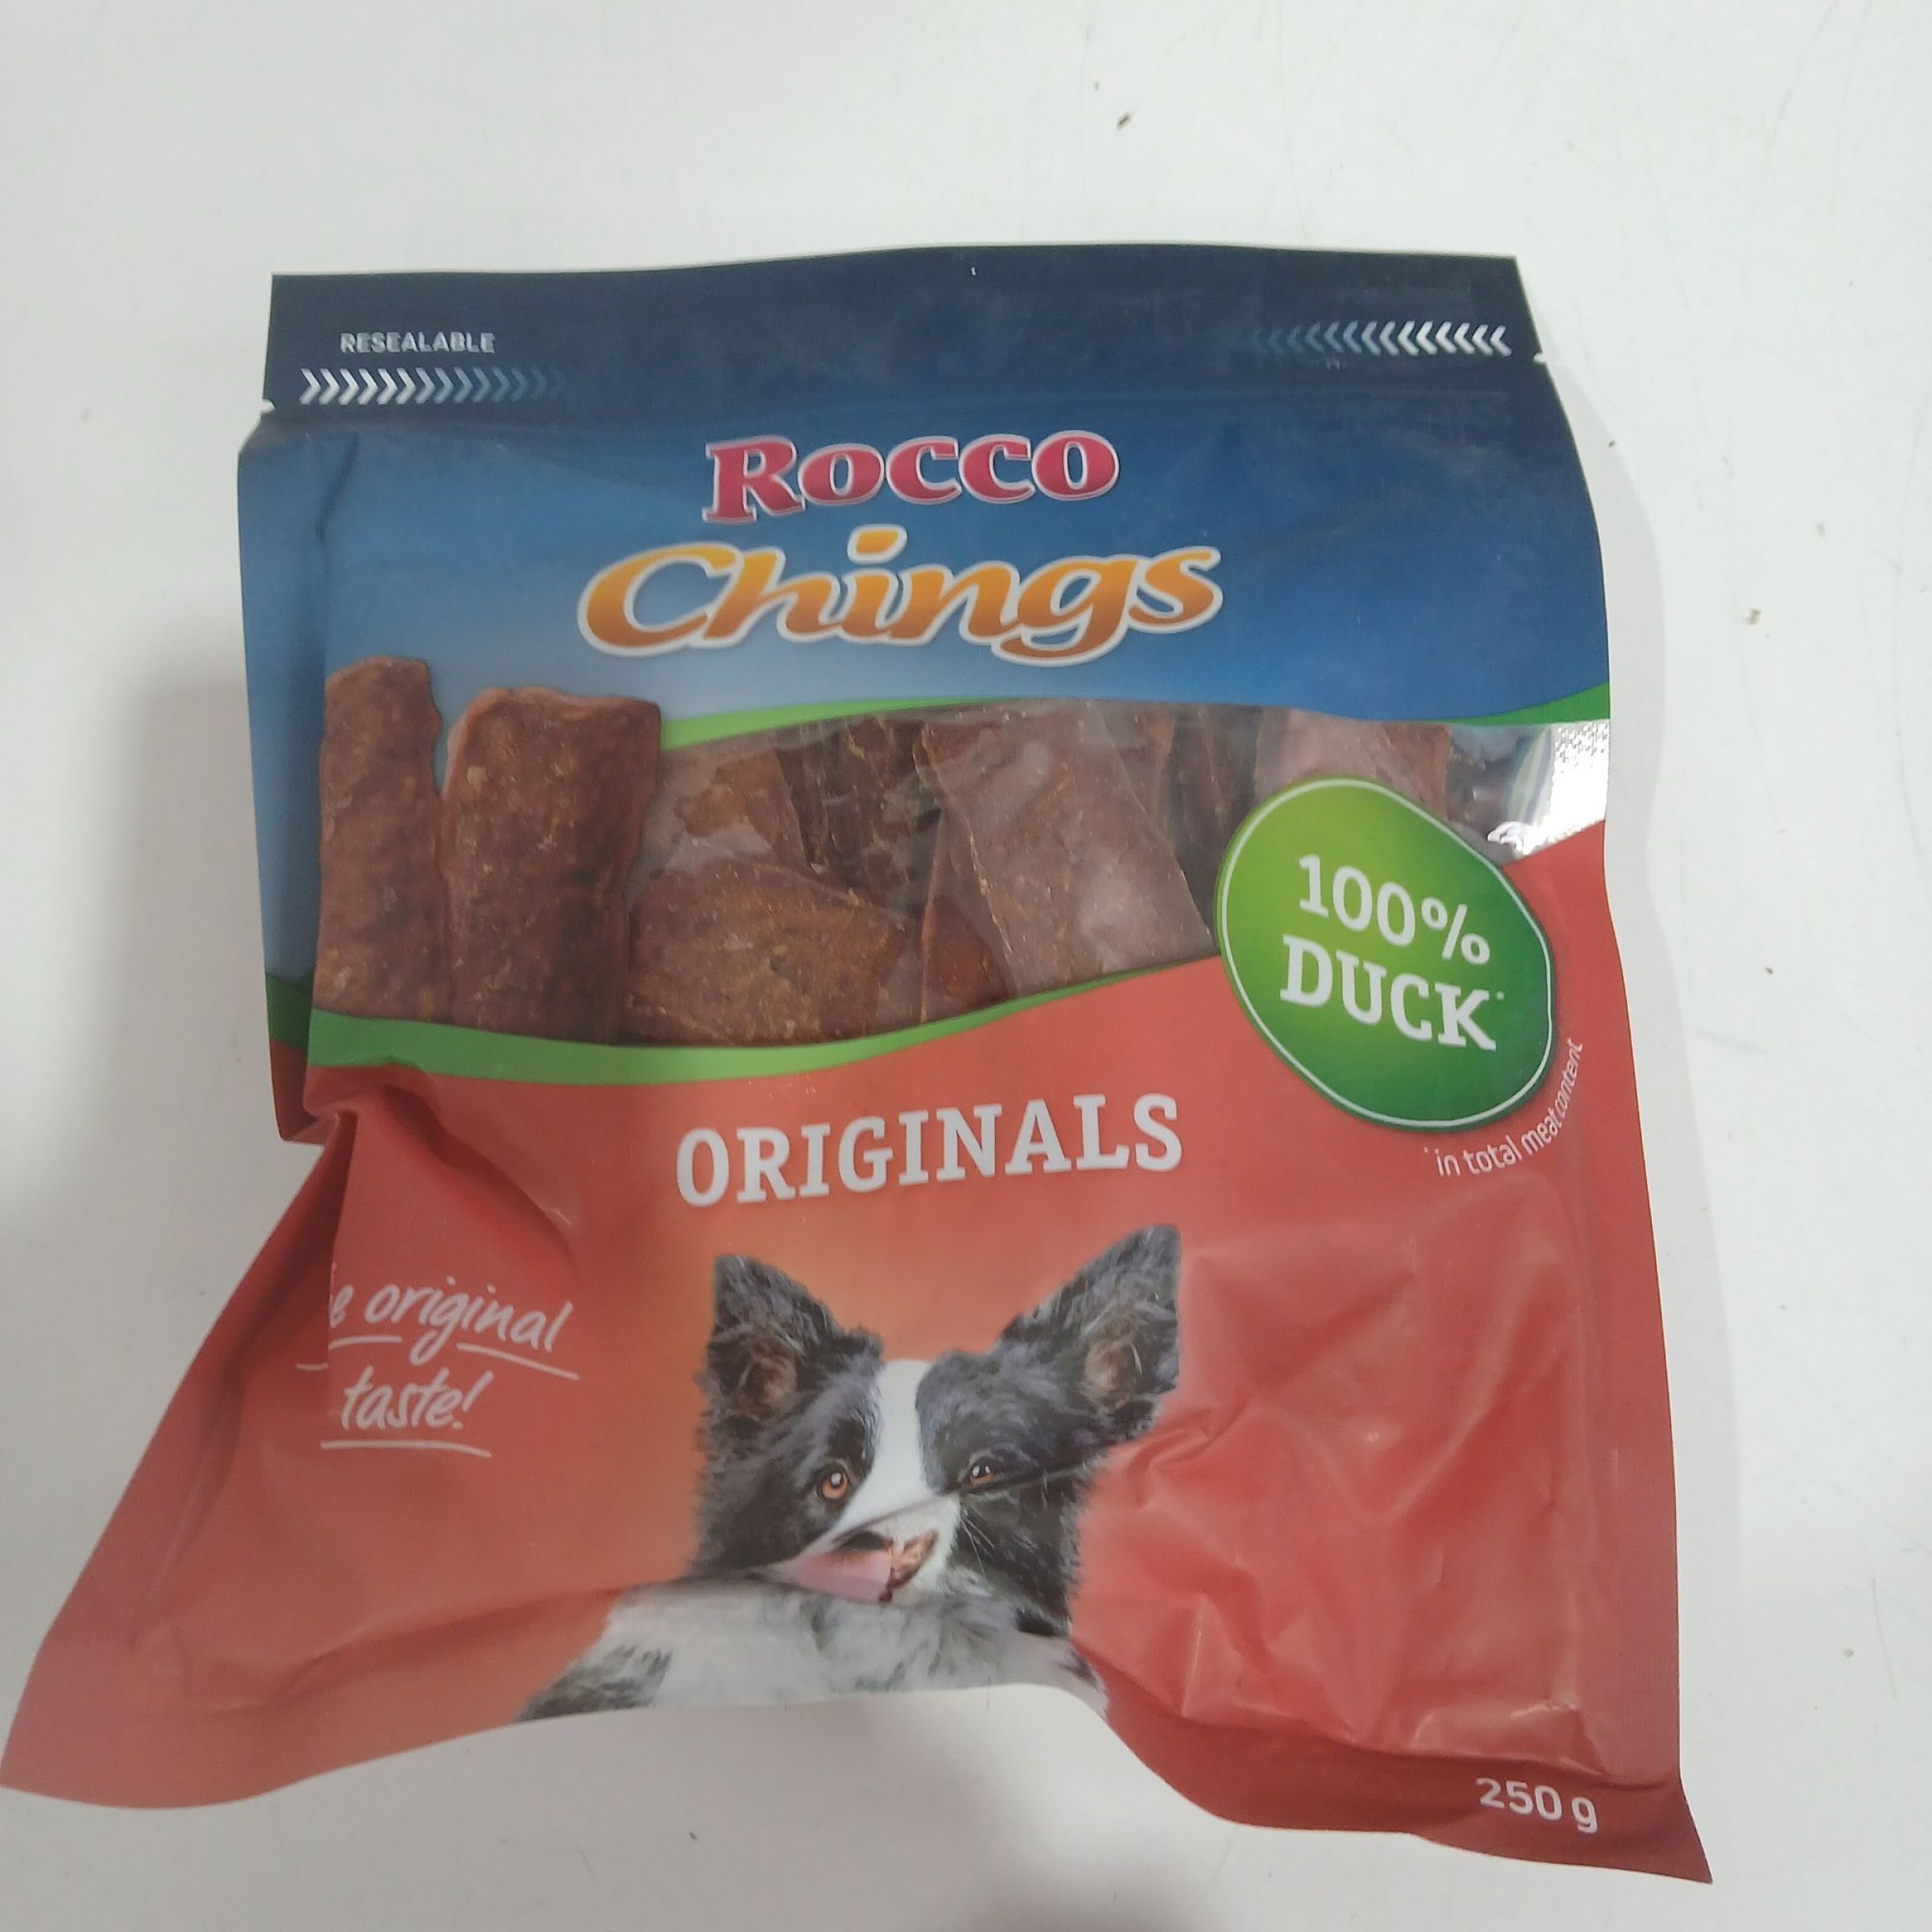 RESEALABLE
Rocco
Chings
100%
DUCK*
*in total meat content
ORIGINALS
original
taste!
250 g